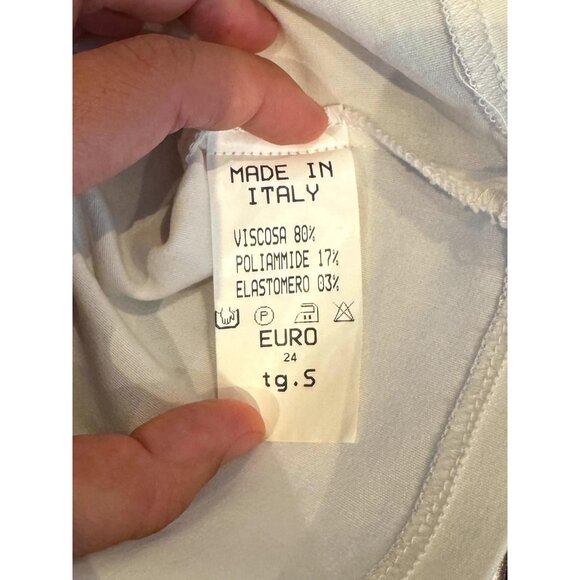 MADE IN
ITALY
VISCOSA 80%
POLIAMMIDE 17%
ELASTOMERO 03%
P
EURO
24
tg.S